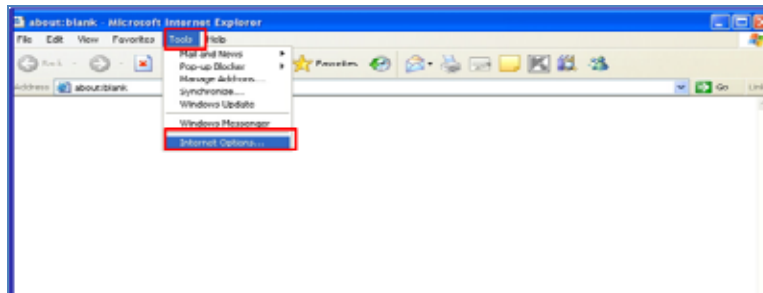 about:blank - Microsoft Internet Explorer
File Edit View Favorites Tools Help
Mail and News
Back Favorites
Pop-up Blocker
Manage Add-ons...
Synchronize...
Address about:blank Go
Windows Update
Windows Messenger
Internet Options...